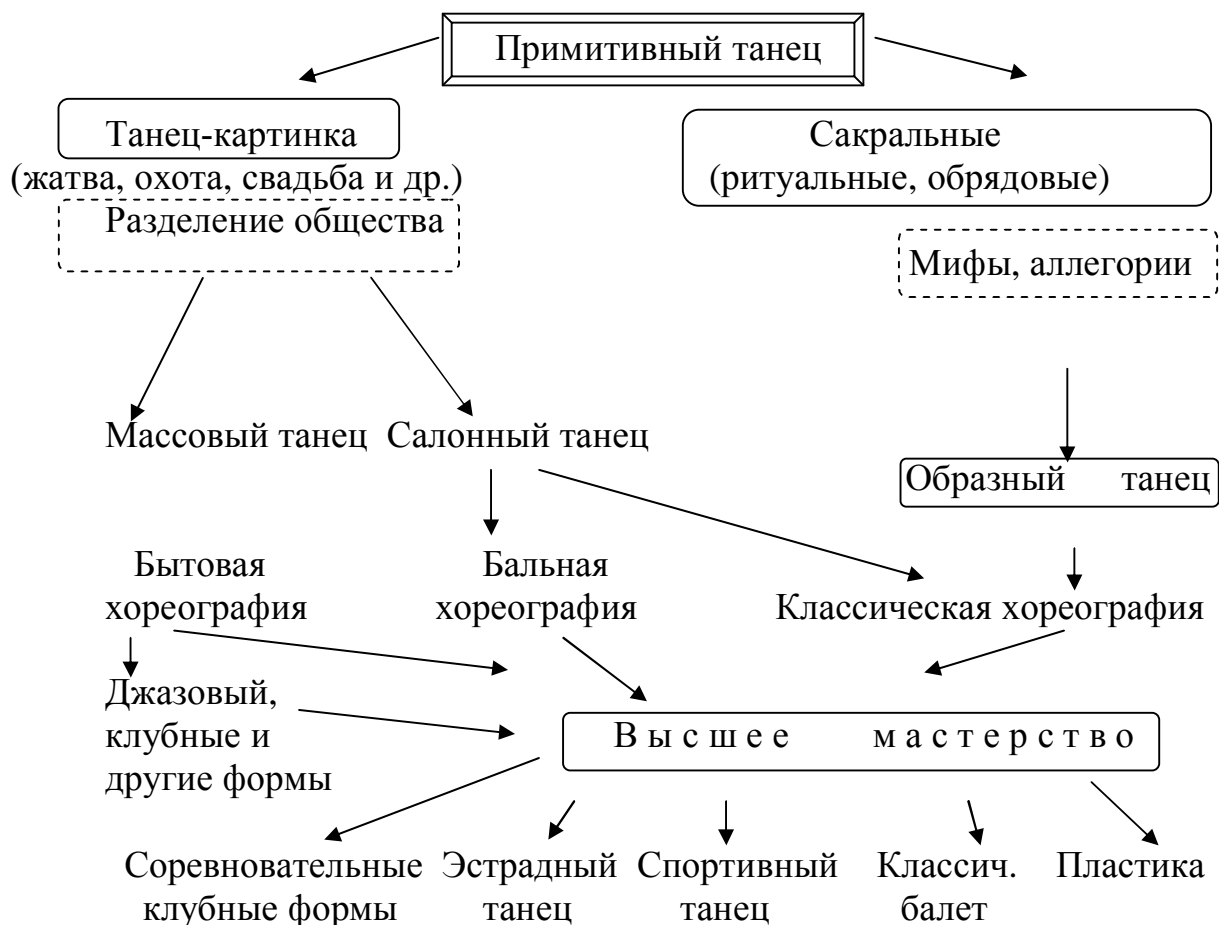 Примитивный танец
Танец-картинка
(жатва, охота, свадьба и др.)
Разделение общества
Сакральные
(ритуальные, обрядовые)
Мифы, аллегории
Массовый танец
Салонный танец
Образный танец
Бытовая
хореография
Бальная
хореография
Классическая хореография
Джазовый,
клубные и
другие формы
Высшее мастерство
Соревновательные
клубные формы
Эстрадный
танец
Спортивный
танец
Классич.
балет
Пластика